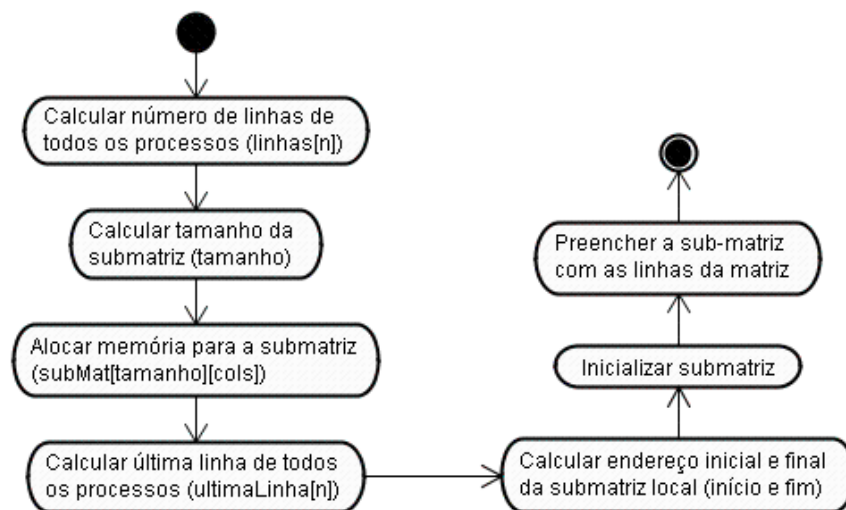 Calcular número de linhas de
todos os processos (linhas[n])
Calcular tamanho da
submatriz (tamanho)
Alocar memória para a submatriz
(subMat[tamanho][cols])
Calcular última linha de todos
os processos (ultimaLinha[n])
Calcular endereço inicial e final
da submatriz local (início e fim)
Inicializar submatriz
Preencher a sub-matriz
com as linhas da matriz